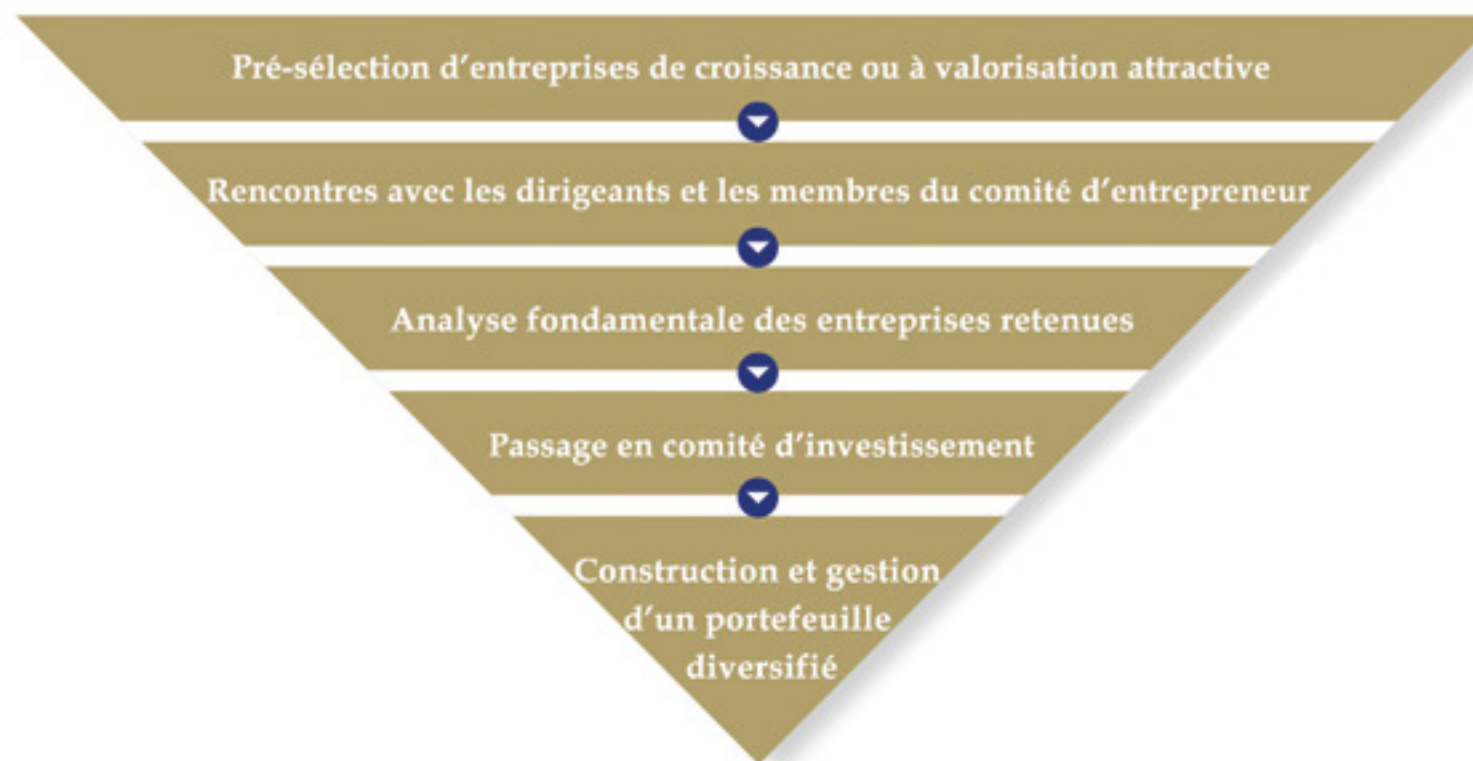 Pré-sélection d’entreprises de croissance ou à valorisation attractive
Rencontres avec les dirigeants et les membres du comité d’entrepreneur
Analyse fondamentale des entreprises retenues
Passage en comité d’investissement
Construction et gestion
d’un portefeuille
diversifié